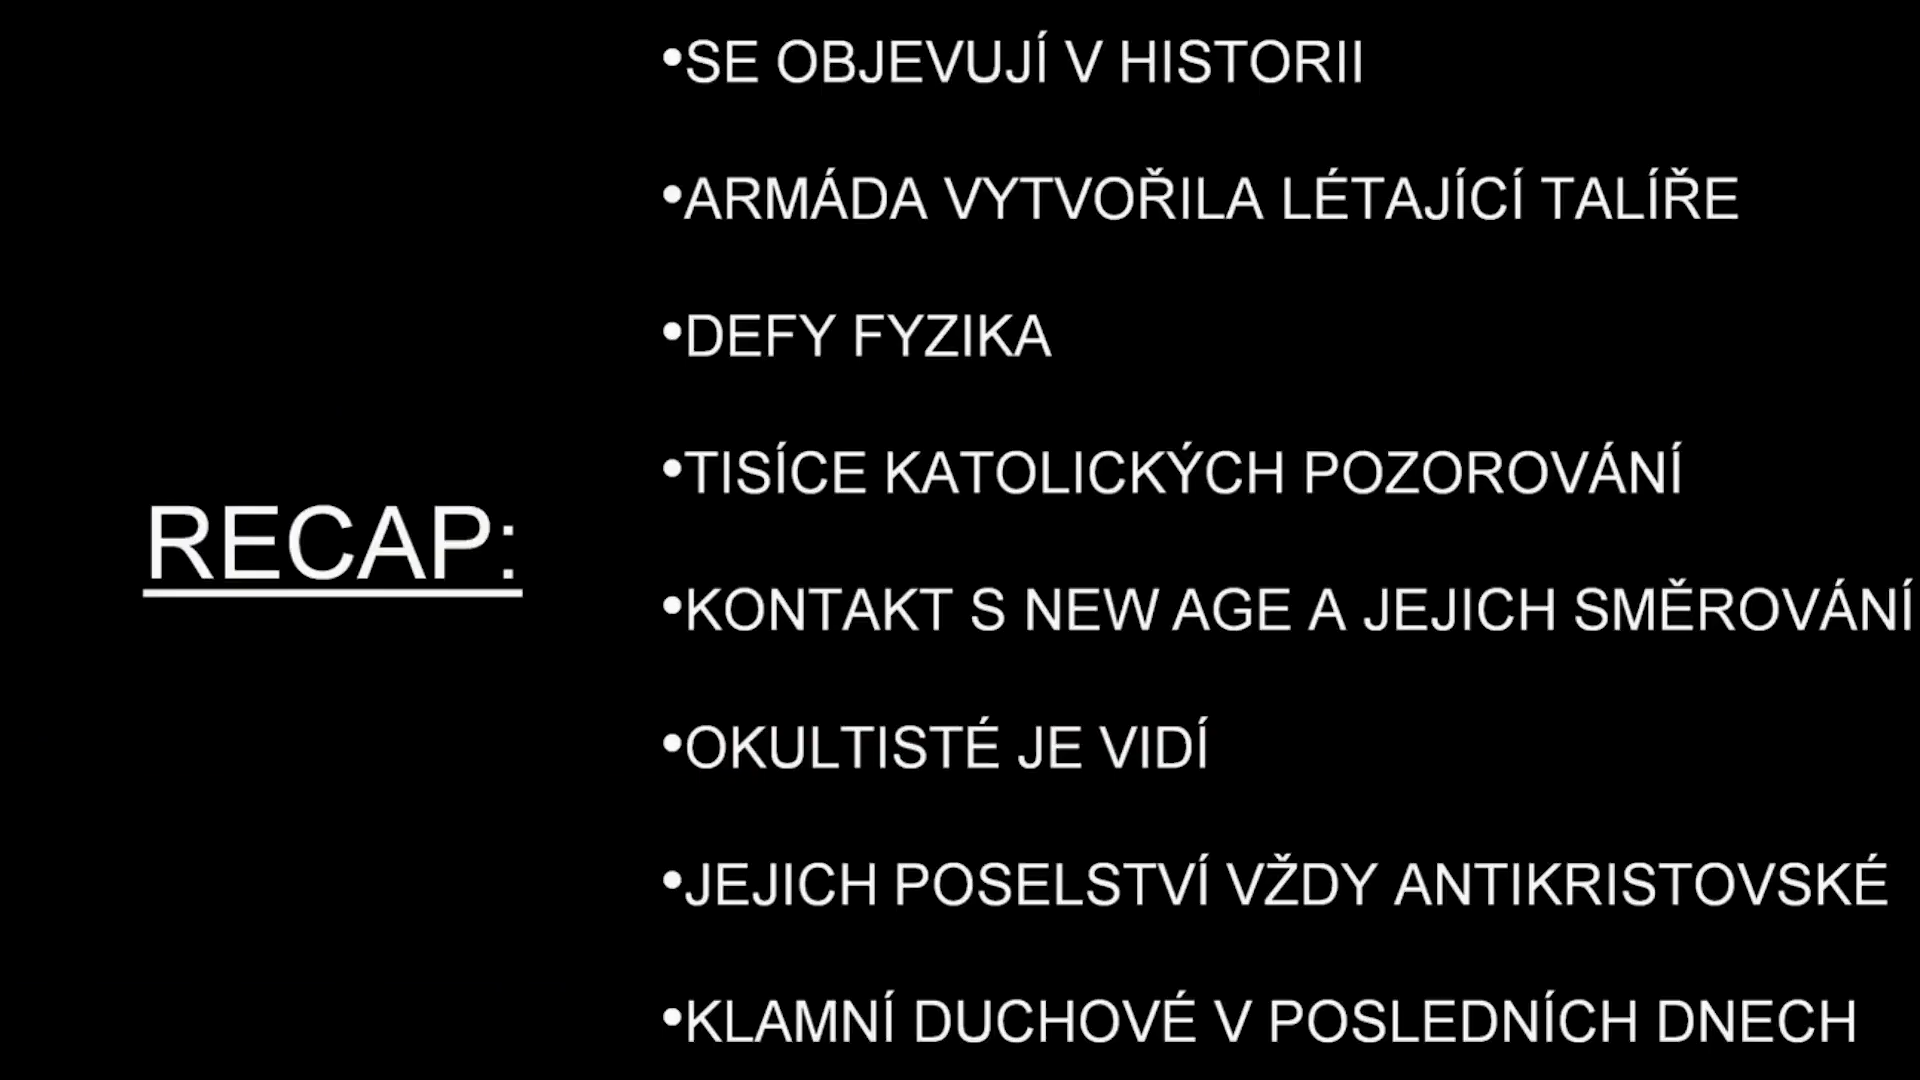 RECAP:
•SE OBJEVUJÍ V HISTORII
•ARMÁDA VYTVOŘILA LÉTAJÍCÍ TALÍŘE
•DEFY FYZIKA
•TISÍCE KATOLICKÝCH POZOROVÁNÍ
•KONTAKT S NEW AGE A JEJICH SMĚROVÁNÍ
•OKULTISTÉ JE VIDÍ
•JEJICH POSELSTVÍ VŽDY ANTIKRISTOVSKÉ
•KLAMNÍ DUCHOVÉ V POSLEDNÍCH DNECH